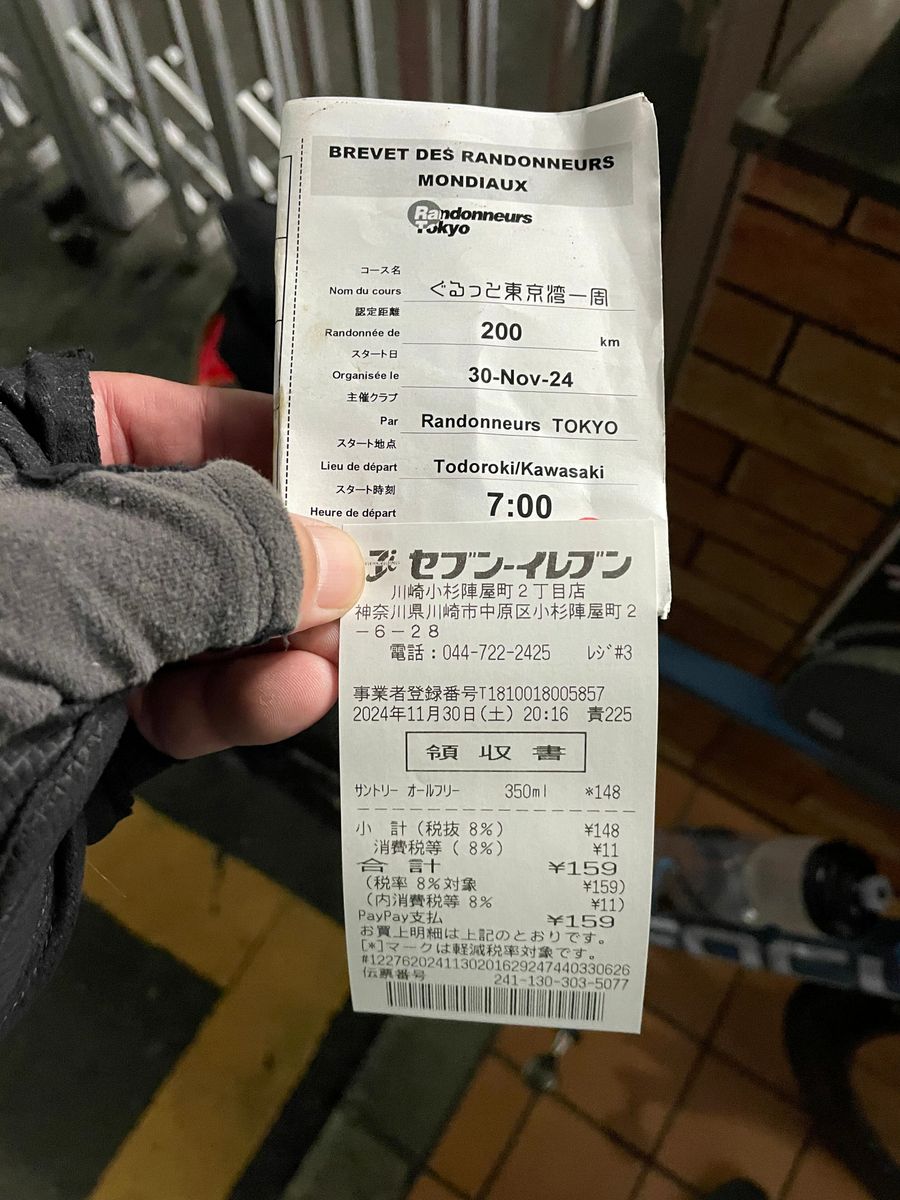 BREVET DES RANDONNEURS
MONDIAUX
Randonneurs
Tokyo
コース名
Nom du cours ぐるっと東京湾一周
認定距離
Randonnée de 200 km
スタート日
Organisée le 30-Nov-24
主催クラブ
Par Randonneurs TOKYO
スタート地点
Lieu de départ Todoroki/Kawasaki
スタート時刻
Heure de départ 7:00
セブン-イレブン
川崎小杉陣屋町2丁目店
神奈川県川崎市中原区小杉陣屋町2
-6-28
電話:044-722-2425 レジ#3
事業者登録番号T1810018005857
2024年11月30日(土) 20:16 責225
領収書
サントリー オールフリー 350ml *148
小計(税抜 8%) ¥148
消費税等( 8%) ¥11
合計 ¥159
(税率 8%対象 ¥159)
(内消費税等 8% ¥11)
PayPay支払 ¥159
お買上明細は上記のとおりです。
[*]マークは軽減税率対象です。
#12276202411302016292474403­30626
伝票番号 241-130-303-5077